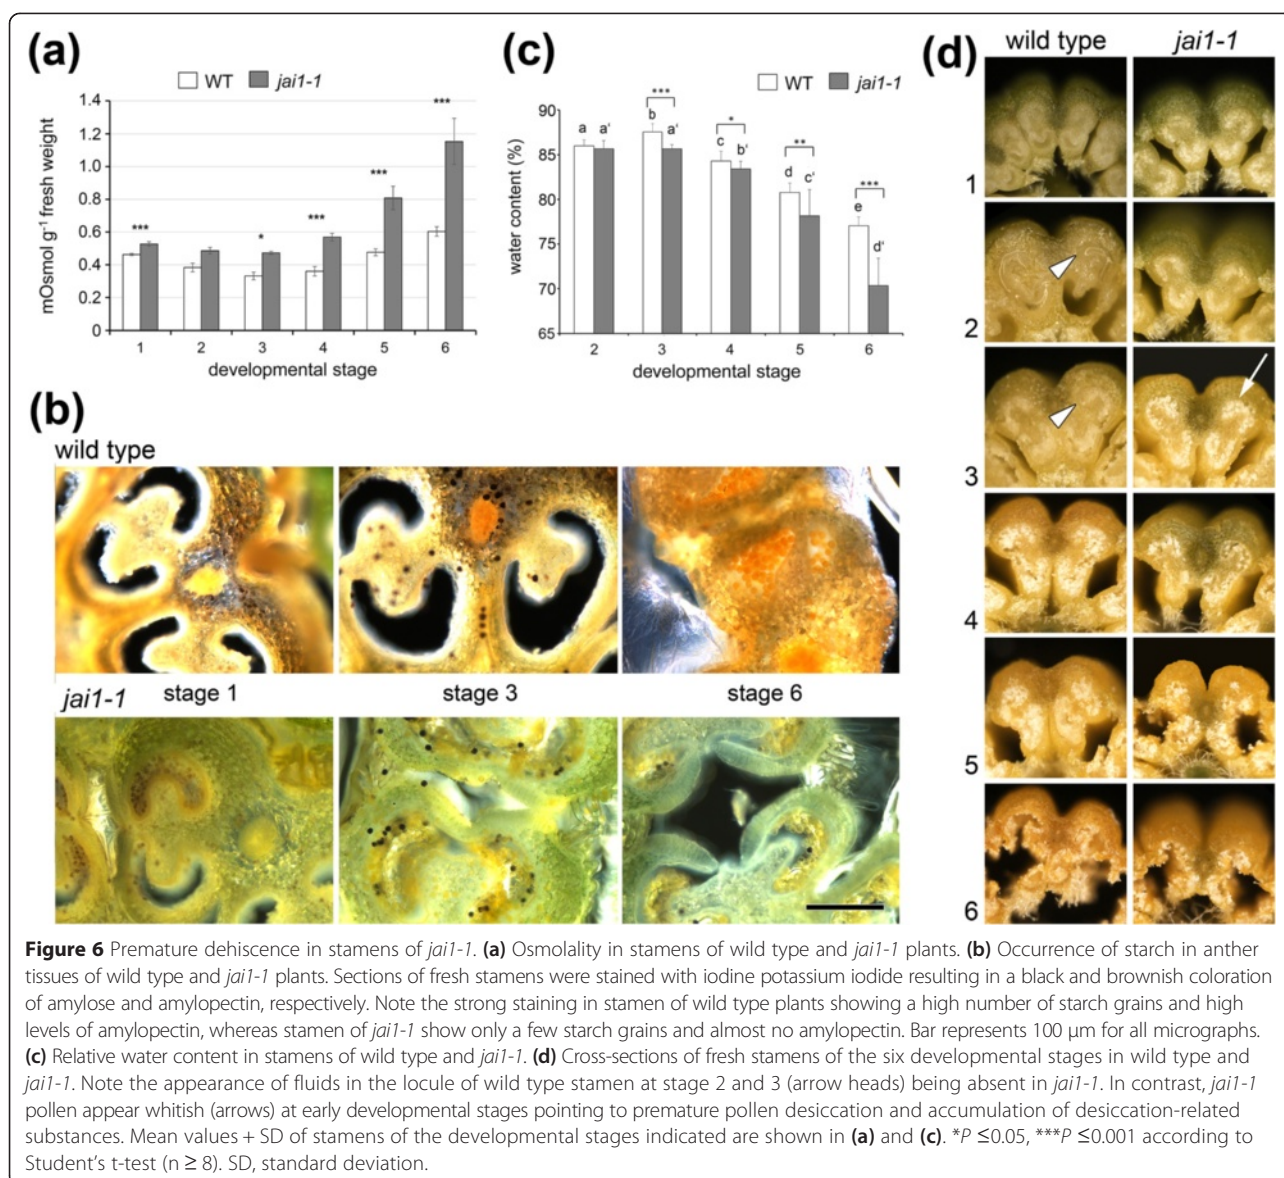 (a)
WT jai1-1
1.4
1.2
1.0
0.8
0.6
0.4
0.2
0
mOsmol g⁻¹ fresh weight
*** * *** *** ***
1 2 3 4 5 6
developmental stage
(c)
WT jai1-1
90
85
80
75
70
65
water content (%)
*** * ** ***
a a' b a' c b' d c' e d'
2 3 4 5 6
developmental stage
(d)
wild type jai1-1
1
2
3
4
5
6
(b)
wild type
jai1-1 stage 1 stage 3 stage 6
Figure 6 Premature dehiscence in stamens of jai1-1. (a) Osmolality in stamens of wild type and jai1-1 plants. (b) Occurrence of starch in anther
tissues of wild type and jai1-1 plants. Sections of fresh stamens were stained with iodine potassium iodide resulting in a black and brownish coloration
of amylose and amylopectin, respectively. Note the strong staining in stamen of wild type plants showing a high number of starch grains and high
levels of amylopectin, whereas stamen of jai1-1 show only a few starch grains and almost no amylopectin. Bar represents 100 μm for all micrographs.
(c) Relative water content in stamens of wild type and jai1-1. (d) Cross-sections of fresh stamens of the six developmental stages in wild type and
jai1-1. Note the appearance of fluids in the locule of wild type stamen at stage 2 and 3 (arrow heads) being absent in jai1-1. In contrast, jai1-1
pollen appear whitish (arrows) at early developmental stages pointing to premature pollen desiccation and accumulation of desiccation-related
substances. Mean values + SD of stamens of the developmental stages indicated are shown in (a) and (c). *P ≤0.05, ***P ≤0.001 according to
Student's t-test (n ≥ 8). SD, standard deviation.